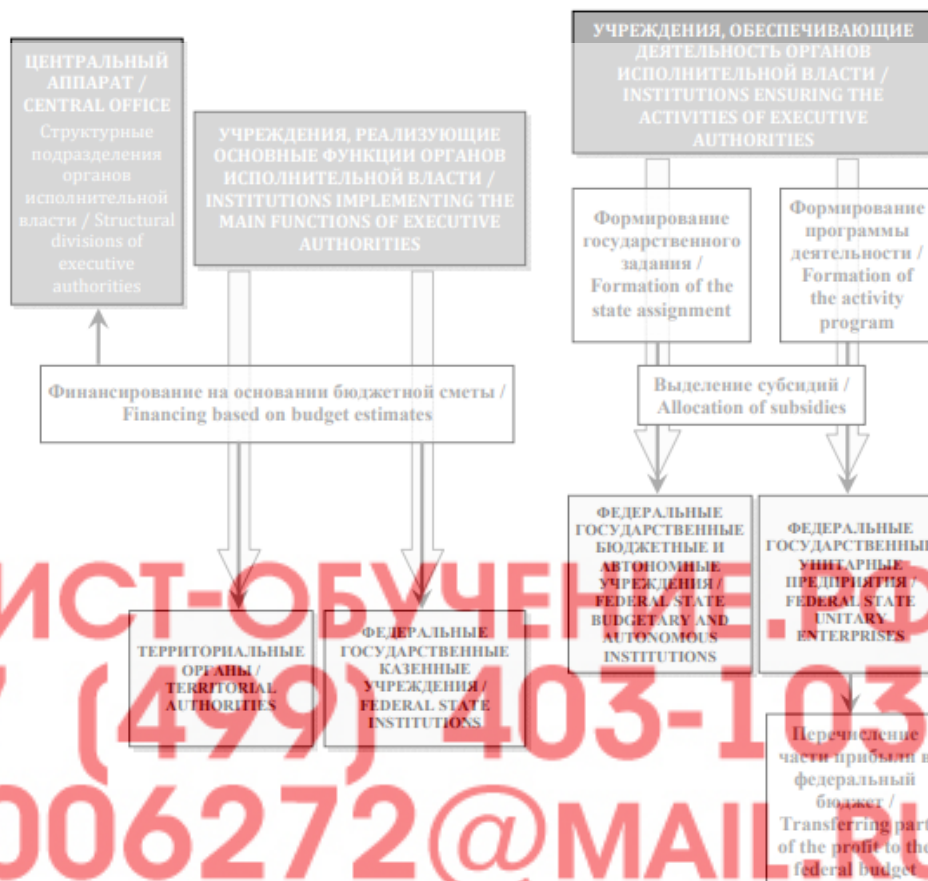 ЦЕНТРАЛЬНЫЙ
АППАРАТ /
CENTRAL OFFICE
Структурные
подразделения
органов
исполнительной
власти / Structural
divisions of
executive
authorities
УЧРЕЖДЕНИЯ, РЕАЛИЗУЮЩИЕ
ОСНОВНЫЕ ФУНКЦИИ ОРГАНОВ
ИСПОЛНИТЕЛЬНОЙ ВЛАСТИ /
INSTITUTIONS IMPLEMENTING THE
MAIN FUNCTIONS OF EXECUTIVE
AUTHORITIES
УЧРЕЖДЕНИЯ, ОБЕСПЕЧИВАЮЩИЕ
ДЕЯТЕЛЬНОСТЬ ОРГАНОВ
ИСПОЛНИТЕЛЬНОЙ ВЛАСТИ /
INSTITUTIONS ENSURING THE
ACTIVITIES OF EXECUTIVE
AUTHORITIES
Формирование
государственного
задания /
Formation of the
state assignment
Формирование
программы
деятельности /
Formation of
the activity
program
Финансирование на основании бюджетной сметы /
Financing based on budget estimates
Выделение субсидий /
Allocation of subsidies
ТЕРРИТОРИАЛЬНЫЕ
ОРГАНЫ /
TERRITORIAL
AUTHORITIES
ФЕДЕРАЛЬНЫЕ
ГОСУДАРСТВЕННЫЕ
КАЗЕННЫЕ
УЧРЕЖДЕНИЯ /
FEDERAL STATE
INSTITUTIONS
ФЕДЕРАЛЬНЫЕ
ГОСУДАРСТВЕННЫЕ
БЮДЖЕТНЫЕ И
АВТОНОМНЫЕ
УЧРЕЖДЕНИЯ /
FEDERAL STATE
BUDGETARY AND
AUTONOMOUS
INSTITUTIONS
ФЕДЕРАЛЬНЫЕ
ГОСУДАРСТВЕННЫЕ
УНИТАРНЫЕ
ПРЕДПРИЯТИЯ /
FEDERAL STATE
UNITARY
ENTERPRISES
Перечисление
части прибыли в
федеральный
бюджет /
Transferring part
of the profit to the
federal budget
ИСТ-ОБУЧЕНИЕ.РФ
7 (499) 403-103
006272@MAIL.RU